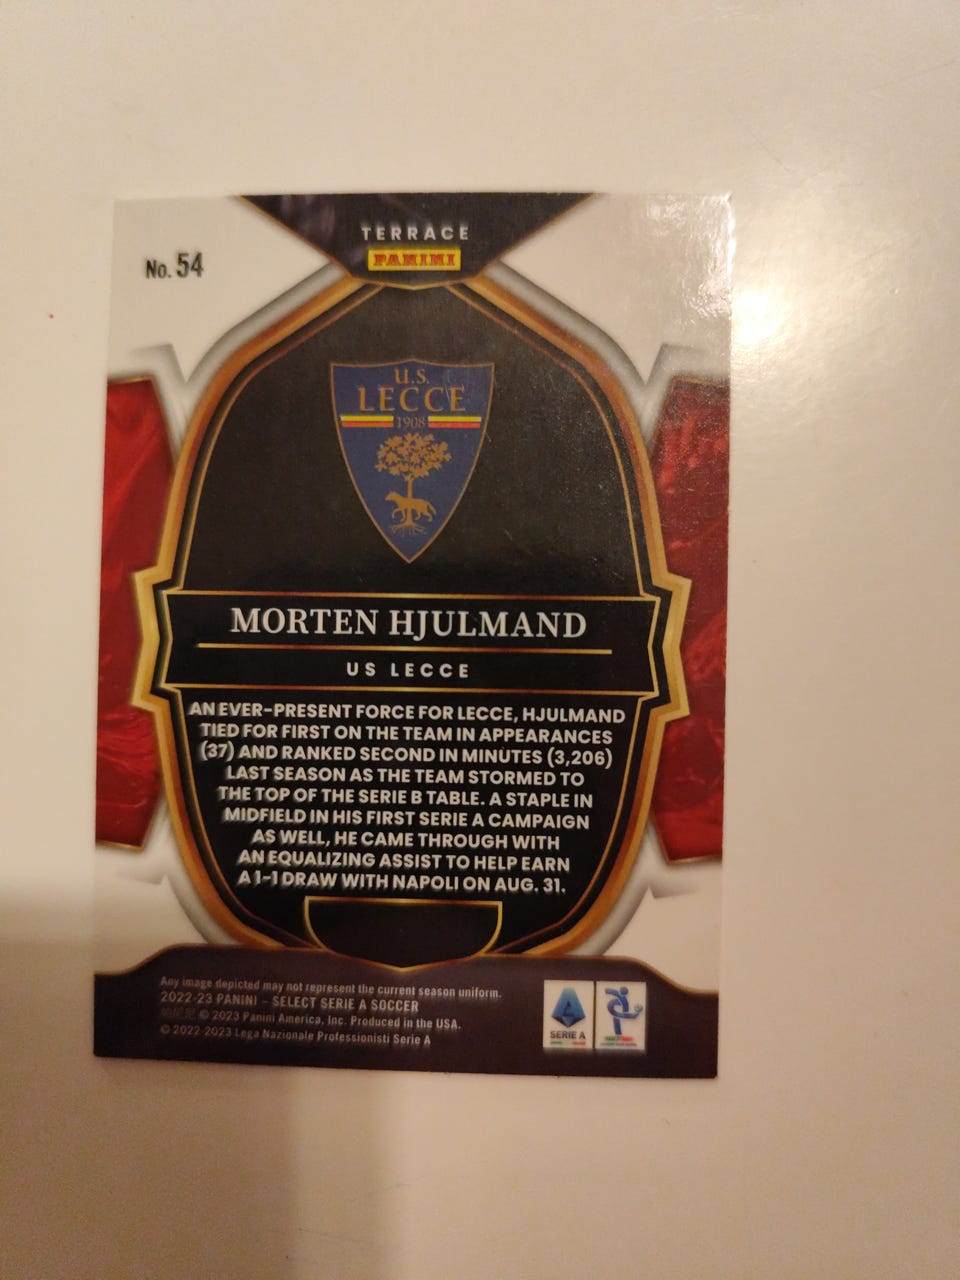 TERRACE
PANINI
No. 54
U.S.
LECCE
1908
MORTEN HJULMAND
US LECCE
AN EVER-PRESENT FORCE FOR LECCE, HJULMAND
TIED FOR FIRST ON THE TEAM IN APPEARANCES
(37) AND RANKED SECOND IN MINUTES (3,206)
LAST SEASON AS THE TEAM STORMED TO
THE TOP OF THE SERIE B TABLE. A STAPLE IN
MIDFIELD IN HIS FIRST SERIE A CAMPAIGN
AS WELL, HE CAME THROUGH WITH
AN EQUALIZING ASSIST TO HELP EARN
A 1-1 DRAW WITH NAPOLI ON AUG. 31.
Any image depicted may not represent the current season uniform.
2022-23 PANINI – SELECT SERIE A SOCCER
© 2023 Panini America, Inc. Produced in the USA.
© 2022-2023 Lega Nazionale Professionisti Serie A
SERIE A